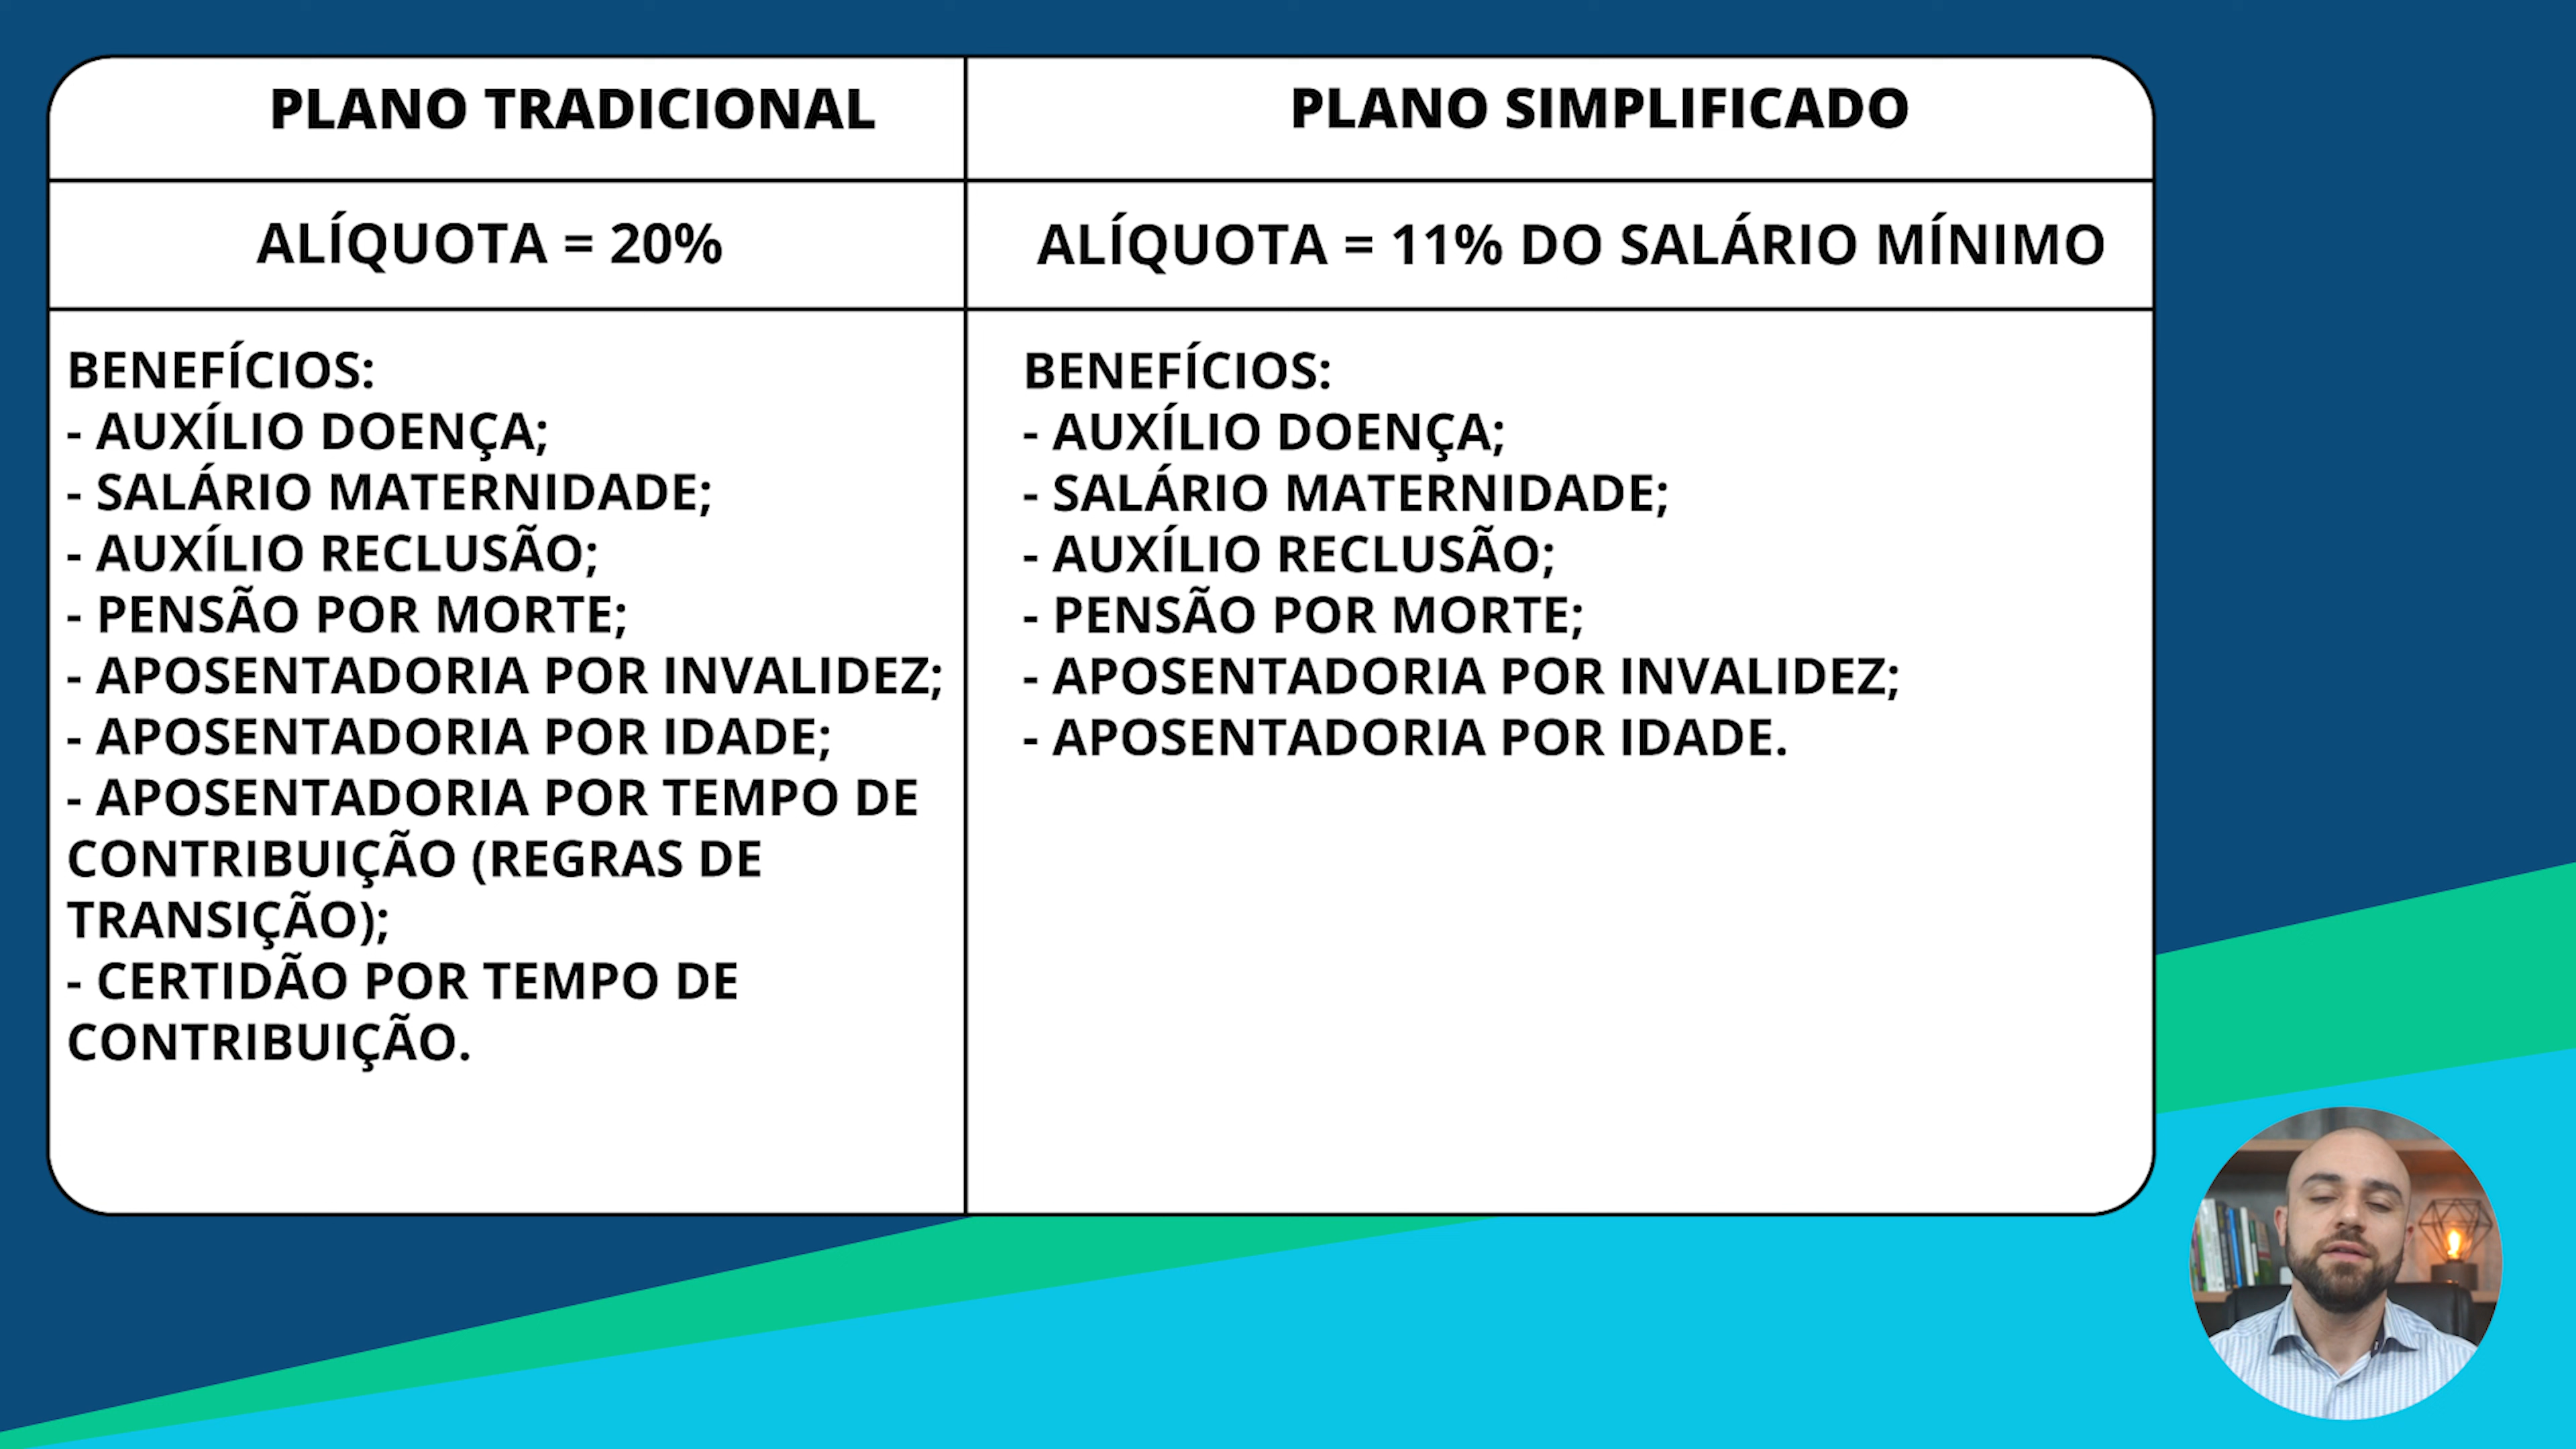 PLANO TRADICIONAL
PLANO SIMPLIFICADO
ALÍQUOTA = 20%
ALÍQUOTA = 11% DO SALÁRIO MÍNIMO
BENEFÍCIOS:
- AUXÍLIO DOENÇA;
- SALÁRIO MATERNIDADE;
- AUXÍLIO RECLUSÃO;
- PENSÃO POR MORTE;
- APOSENTADORIA POR INVALIDEZ;
- APOSENTADORIA POR IDADE;
- APOSENTADORIA POR TEMPO DE
CONTRIBUIÇÃO (REGRAS DE
TRANSIÇÃO);
- CERTIDÃO POR TEMPO DE
CONTRIBUIÇÃO.
BENEFÍCIOS:
- AUXÍLIO DOENÇA;
- SALÁRIO MATERNIDADE;
- AUXÍLIO RECLUSÃO;
- PENSÃO POR MORTE;
- APOSENTADORIA POR INVALIDEZ;
- APOSENTADORIA POR IDADE.